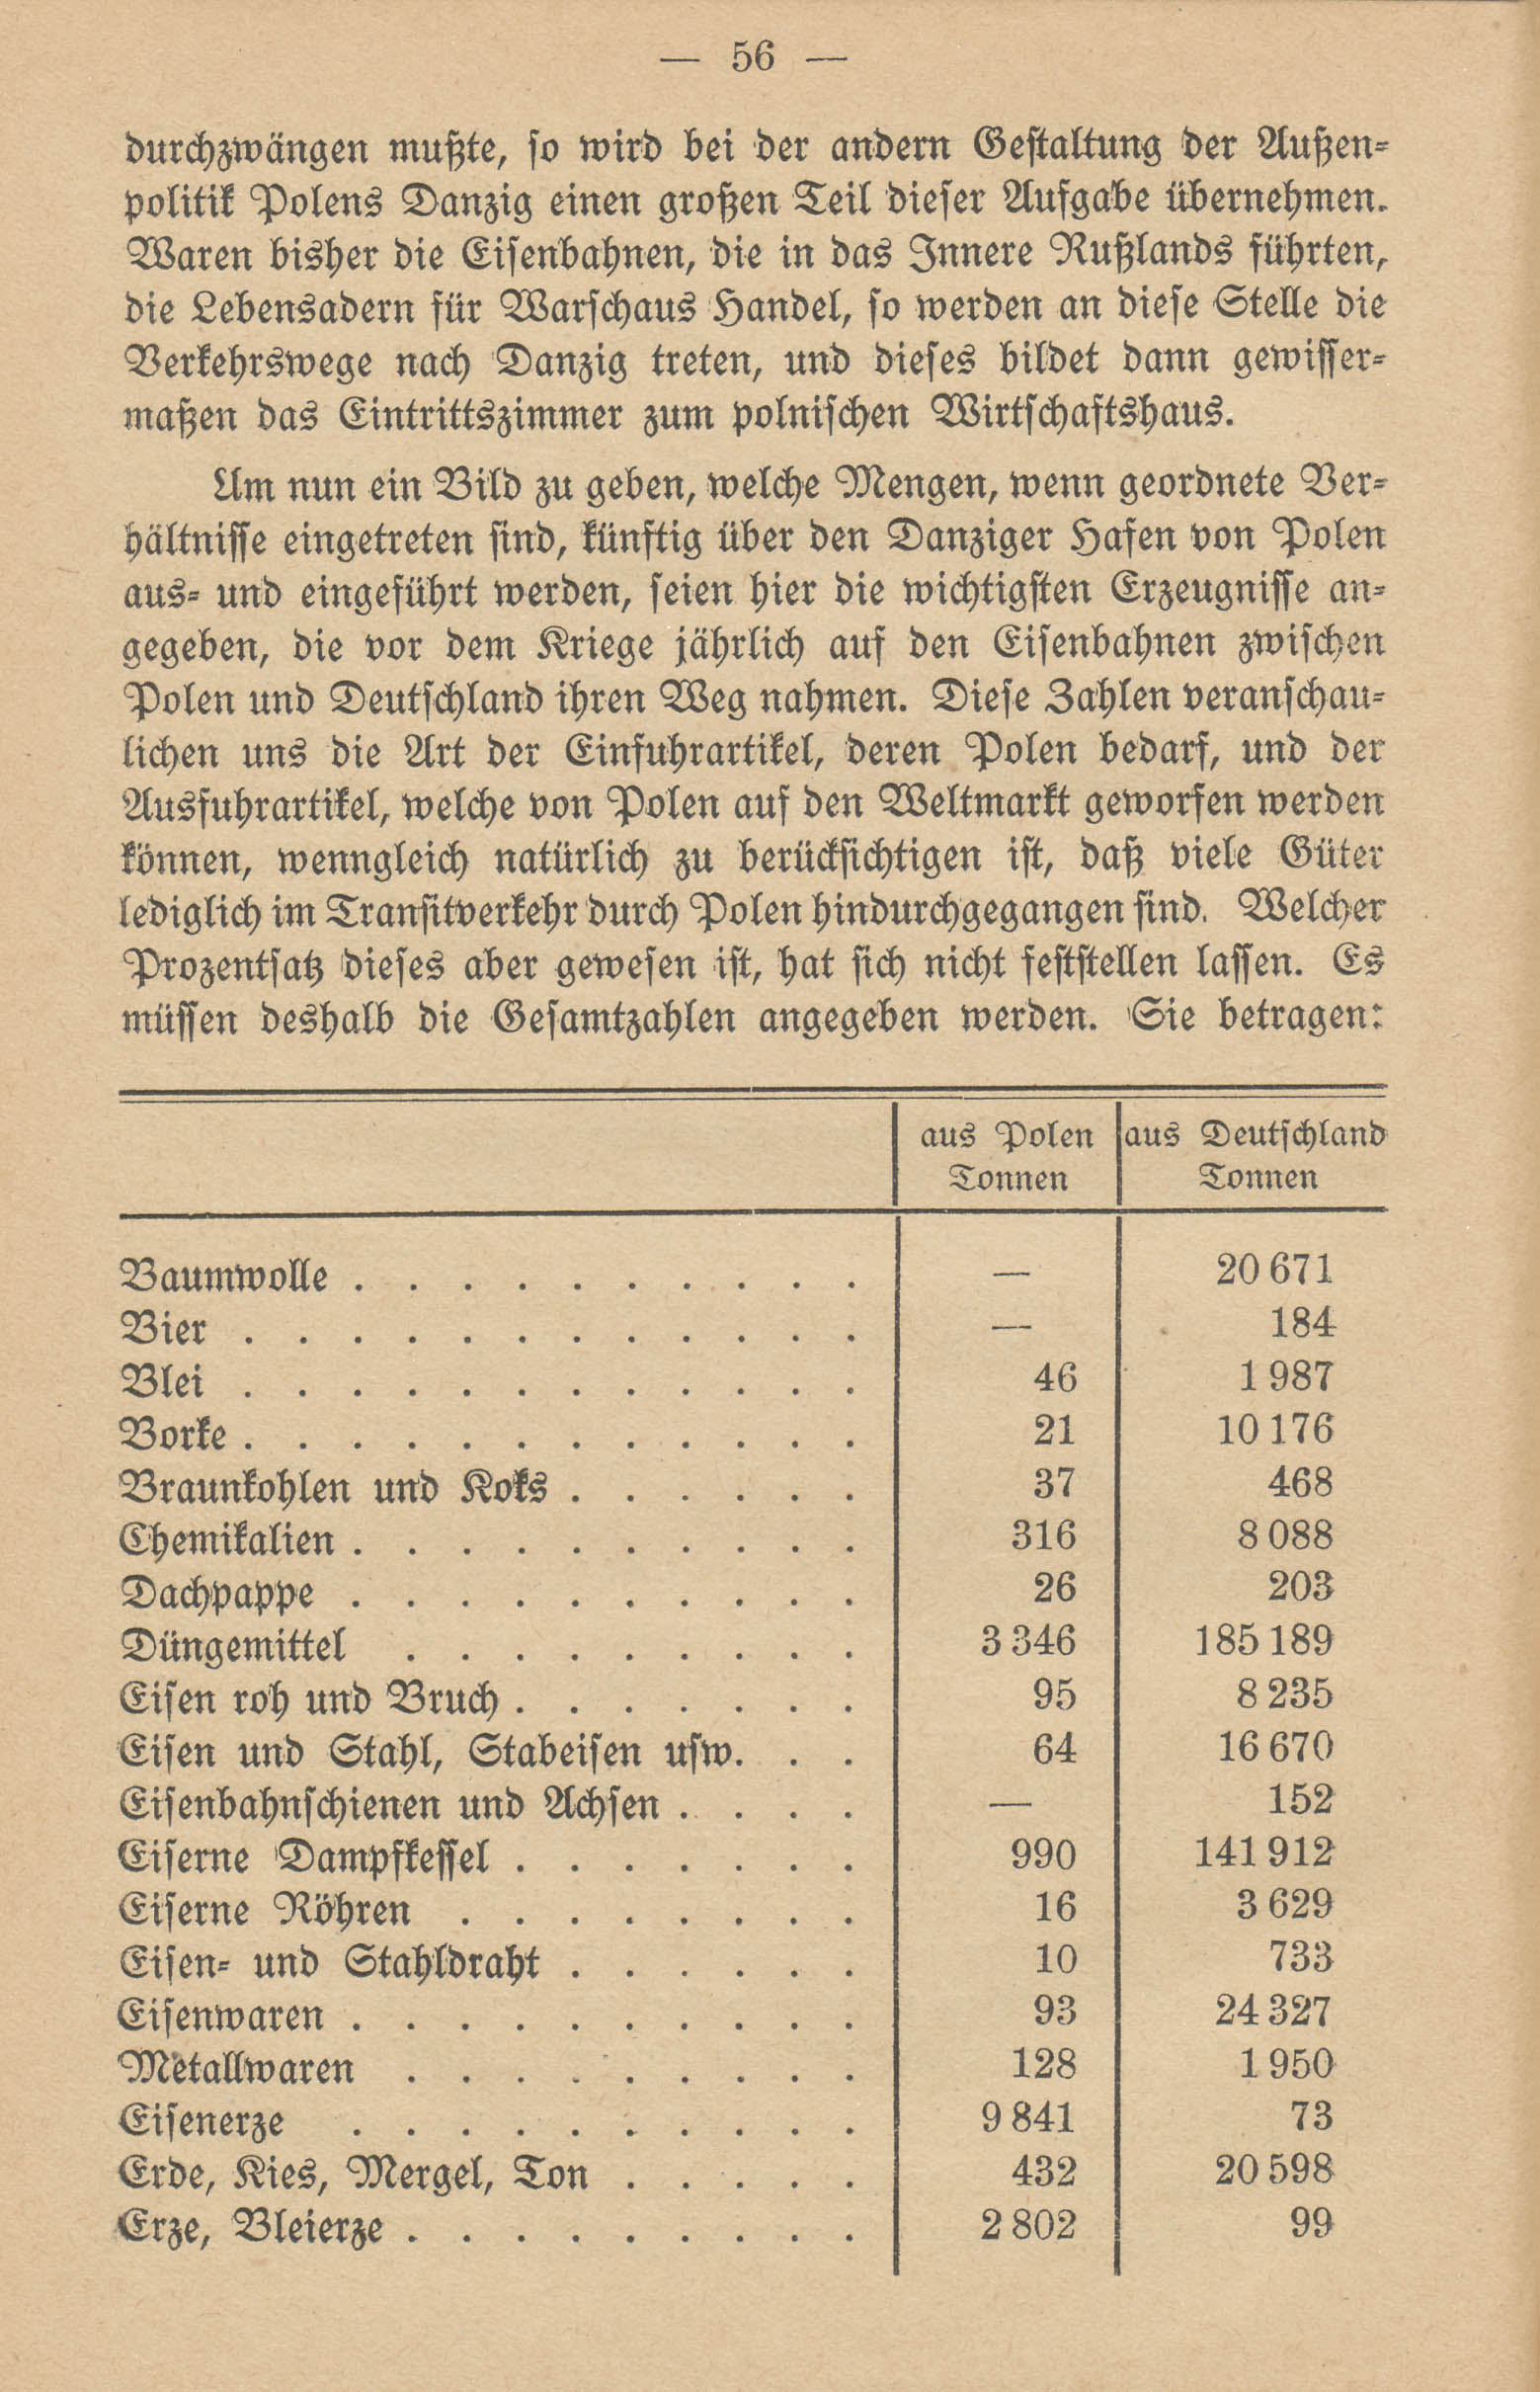 — 56 —
durchzwängen mußte, so wird bei der andern Gestaltung der Außen-
politik Polens Danzig einen großen Teil dieser Aufgabe übernehmen.
Waren bisher die Eisenbahnen, die in das Innere Rußlands führten,
die Lebensadern für Warschaus Handel, so werden an diese Stelle die
Verkehrswege nach Danzig treten, und dieses bildet dann gewisser-
maßen das Eintrittszimmer zum polnischen Wirtschaftshaus.
Um nun ein Bild zu geben, welche Mengen, wenn geordnete Ver-
hältnisse eingetreten sind, künftig über den Danziger Hafen von Polen
aus- und eingeführt werden, seien hier die wichtigsten Erzeugnisse an-
gegeben, die vor dem Kriege jährlich auf den Eisenbahnen zwischen
Polen und Deutschland ihren Weg nahmen. Diese Zahlen veranschau-
lichen uns die Art der Einfuhrartikel, deren Polen bedarf, und der
Ausfuhrartikel, welche von Polen auf den Weltmarkt geworfen werden
können, wenngleich natürlich zu berücksichtigen ist, daß viele Güter
lediglich im Transitverkehr durch Polen hindurchgegangen sind. Welcher
Prozentsatz dieses aber gewesen ist, hat sich nicht feststellen lassen. Es
müssen deshalb die Gesamtzahlen angegeben werden. Sie betragen:
aus Polen aus Deutschland
Tonnen Tonnen
Baumwolle . . . . . . . . . . — 20 671
Bier . . . . . . . . . . . . — 184
Blei . . . . . . . . . . . . 46 1 987
Borke . . . . . . . . . . . . 21 10 176
Braunkohlen und Koks . . . . . . 37 468
Chemikalien . . . . . . . . . . 316 8 088
Dachpappe . . . . . . . . . . 26 203
Düngemittel . . . . . . . . . 3 346 185 189
Eisen roh und Bruch . . . . . . . 95 8 235
Eisen und Stahl, Stabeisen usw. . . 64 16 670
Eisenbahnschienen und Achsen . . . . — 152
Eiserne Dampfkessel . . . . . . . 990 141 912
Eiserne Röhren . . . . . . . . 16 3 629
Eisen- und Stahldraht . . . . . . 10 733
Eisenwaren . . . . . . . . . . 93 24 327
Metallwaren . . . . . . . . . 128 1 950
Eisenerze . . . . . . . . . . 9 841 73
Erde, Kies, Mergel, Ton . . . . . 432 20 598
Erze, Bleierze . . . . . . . . . 2 802 99